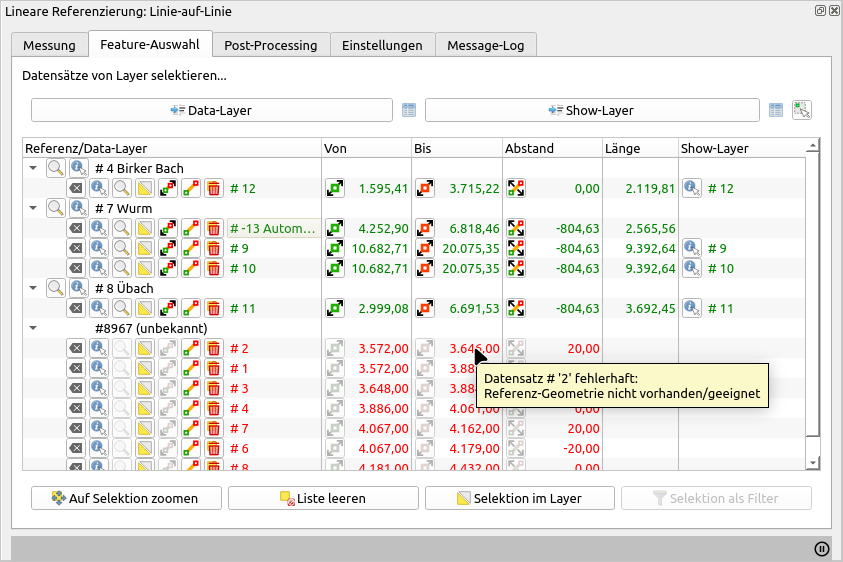 Lineare Referenzierung: Linie-auf-Linie
Messung Feature-Auswahl Post-Processing Einstellungen Message-Log
Datensätze von Layer selektieren...
Data-Layer Show-Layer
Referenz/Data-Layer Von Bis Abstand Länge Show-Layer
# 4 Birker Bach
# 12 1.595,41 3.715,22 0,00 2.119,81 # 12
# 7 Wurm
# -13 Autom... 4.252,90 6.818,46 -804,63 2.565,56
# 9 10.682,71 20.075,35 -804,63 9.392,64 # 9
# 10 10.682,71 20.075,35 -804,63 9.392,64 # 10
# 8 Übach
# 11 2.999,08 6.691,53 -804,63 3.692,45 # 11
#8967 (unbekannt)
# 2 3.572,00 3.646,00 20,00
# 1 3.572,00
Datensatz # '2' fehlerhaft:
# 3 3.648,00
Referenz-Geometrie nicht vorhanden/geeignet
# 4 3.886,00 4.061,00 0,00
# 7 4.067,00 4.162,00 20,00
# 6 4.067,00 4.179,00 -20,00
# 8 4.181,00 4.432,00 0,00
Auf Selektion zoomen Liste leeren Selektion im Layer Selektion als Filter